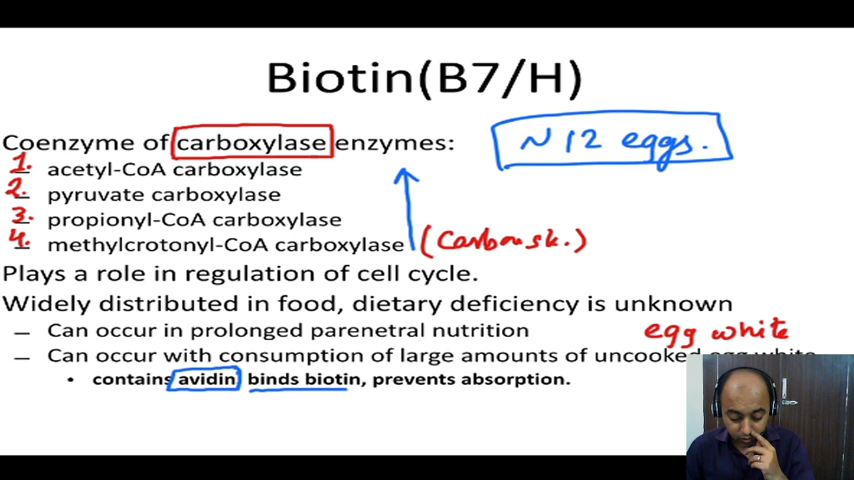 Biotin(B7/H)
Coenzyme of carboxylase enzymes:
~ 12 eggs.
1. acetyl-CoA carboxylase
2. pyruvate carboxylase
3. propionyl-CoA carboxylase
4. methylcrotonyl-CoA carboxylase
Plays a role in regulation of cell cycle.
Widely distributed in food, dietary deficiency is unknown
– Can occur in prolonged parenetral nutrition
egg white
– Can occur with consumption of large amounts of uncooked egg white
• contains avidin binds biotin, prevents absorption.